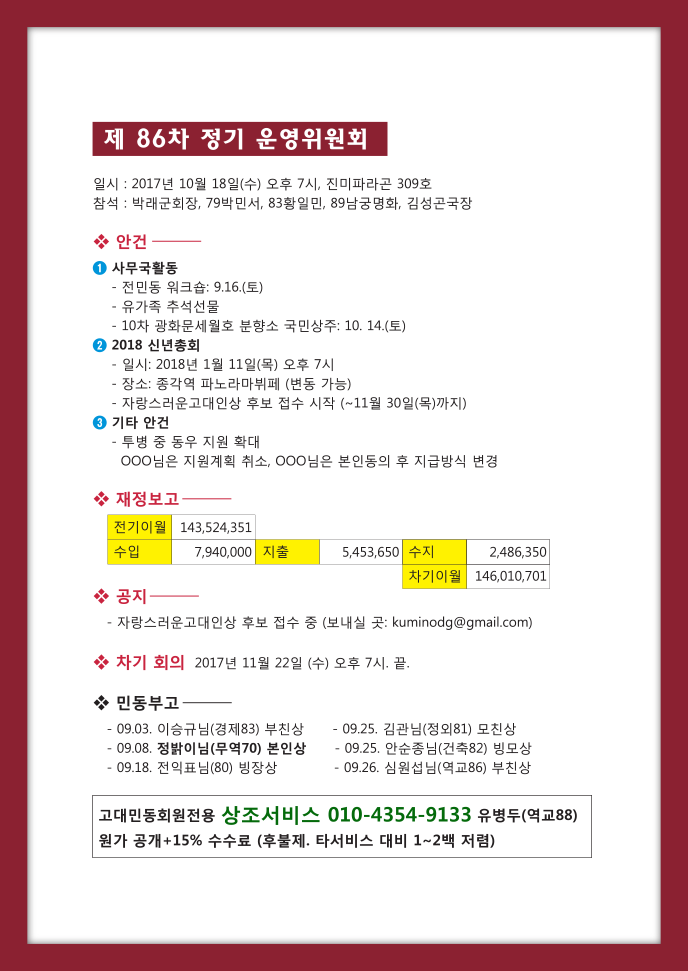 제 86차 정기 운영위원회
일시 : 2017년 10월 18일(수) 오후 7시, 진미파라곤 309호
참석 : 박래군회장, 79박민서, 83황일민, 89남궁명화, 김성곤국장
❖ 안건
❶ 사무국활동
- 전민동 워크숍: 9.16.(토)
- 유가족 추석선물
- 10차 광화문세월호 분향소 국민상주: 10. 14.(토)
❷ 2018 신년총회
- 일시: 2018년 1월 11일(목) 오후 7시
- 장소: 종각역 파노라마뷔페 (변동 가능)
- 자랑스러운고대인상 후보 접수 시작 (~11월 30일(목)까지)
❸ 기타 안건
- 투병 중 동우 지원 확대
OOO님은 지원계획 취소, OOO님은 본인동의 후 지급방식 변경
❖ 재정보고
전기이월 143,524,351
수입 7,940,000 지출 5,453,650 수지 2,486,350
차기이월 146,010,701
❖ 공지
- 자랑스러운고대인상 후보 접수 중 (보내실 곳: kuminodg@gmail.com)
❖ 차기 회의 2017년 11월 22일 (수) 오후 7시. 끝.
❖ 민동부고
- 09.03. 이승규님(경제83) 부친상 - 09.25. 김관님(정외81) 모친상
- 09.08. 정밝이님(무역70) 본인상 - 09.25. 안순종님(건축82) 빙모상
- 09.18. 전익표님(80) 빙장상 - 09.26. 심원섭님(역교86) 부친상
고대민동회원전용 상조서비스 010-4354-9133 유병두(역교88)
원가 공개+15% 수수료 (후불제. 타서비스 대비 1~2백 저렴)